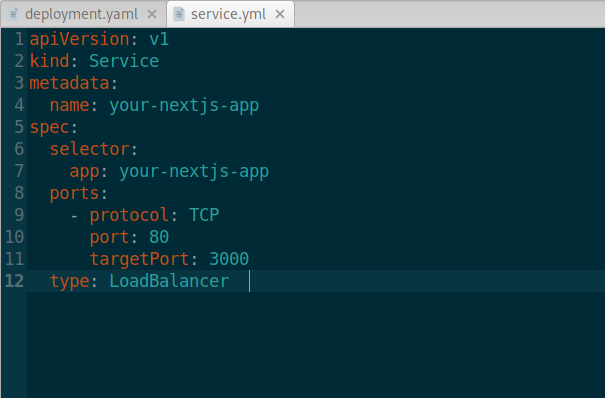 deployment.yaml service.yml
1 apiVersion: v1
2 kind: Service
3 metadata:
4   name: your-nextjs-app
5 spec:
6   selector:
7     app: your-nextjs-app
8   ports:
9     - protocol: TCP
10       port: 80
11       targetPort: 3000
12   type: LoadBalancer